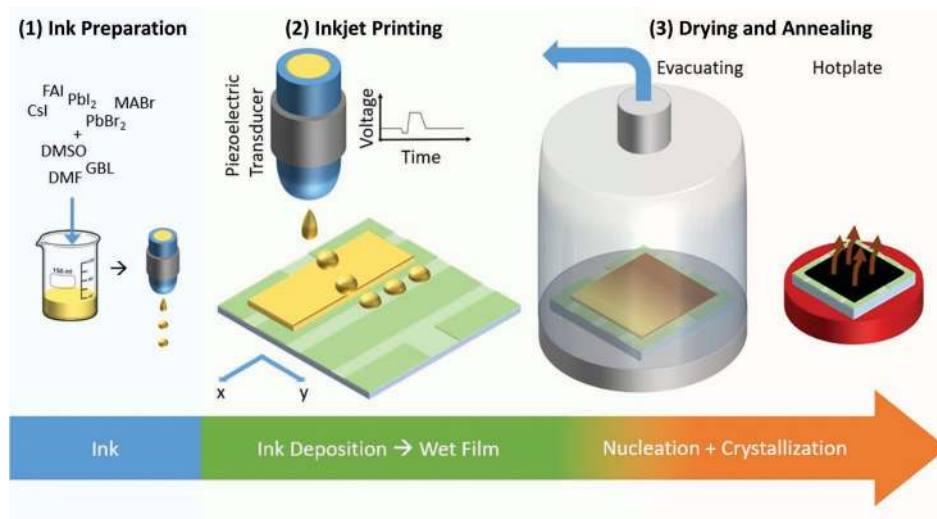 (1) Ink Preparation
FAI
CsI
PbI₂
MABr
PbBr₂
+
DMSO
GBL
DMF
150 ml
→
(2) Inkjet Printing
Piezoelectric
Transducer
Voltage
Time
x
y
(3) Drying and Annealing
Evacuating
Hotplate
Ink
Ink Deposition → Wet Film
Nucleation + Crystallization